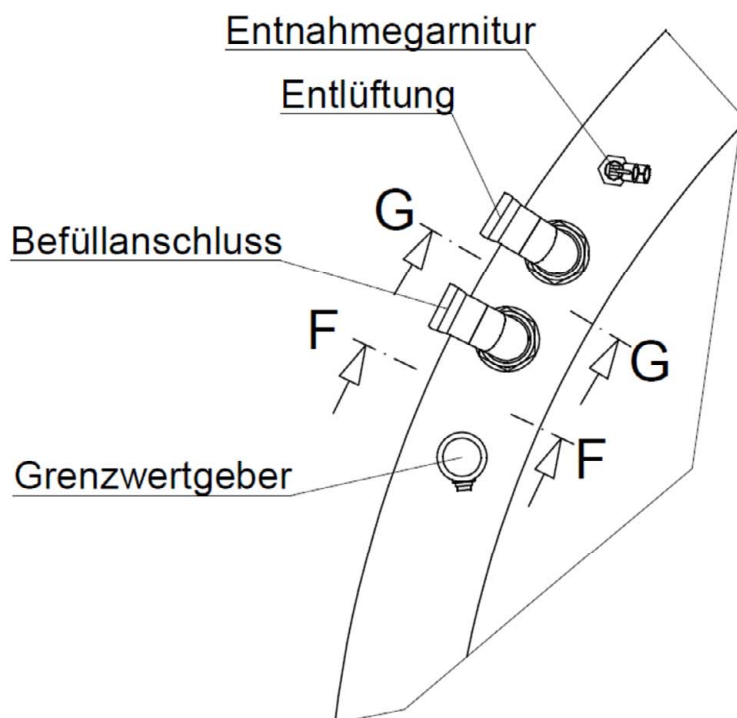 Entnahmegarnitur
Entlüftung
G
Befüllanschluss
F
G
F
Grenzwertgeber